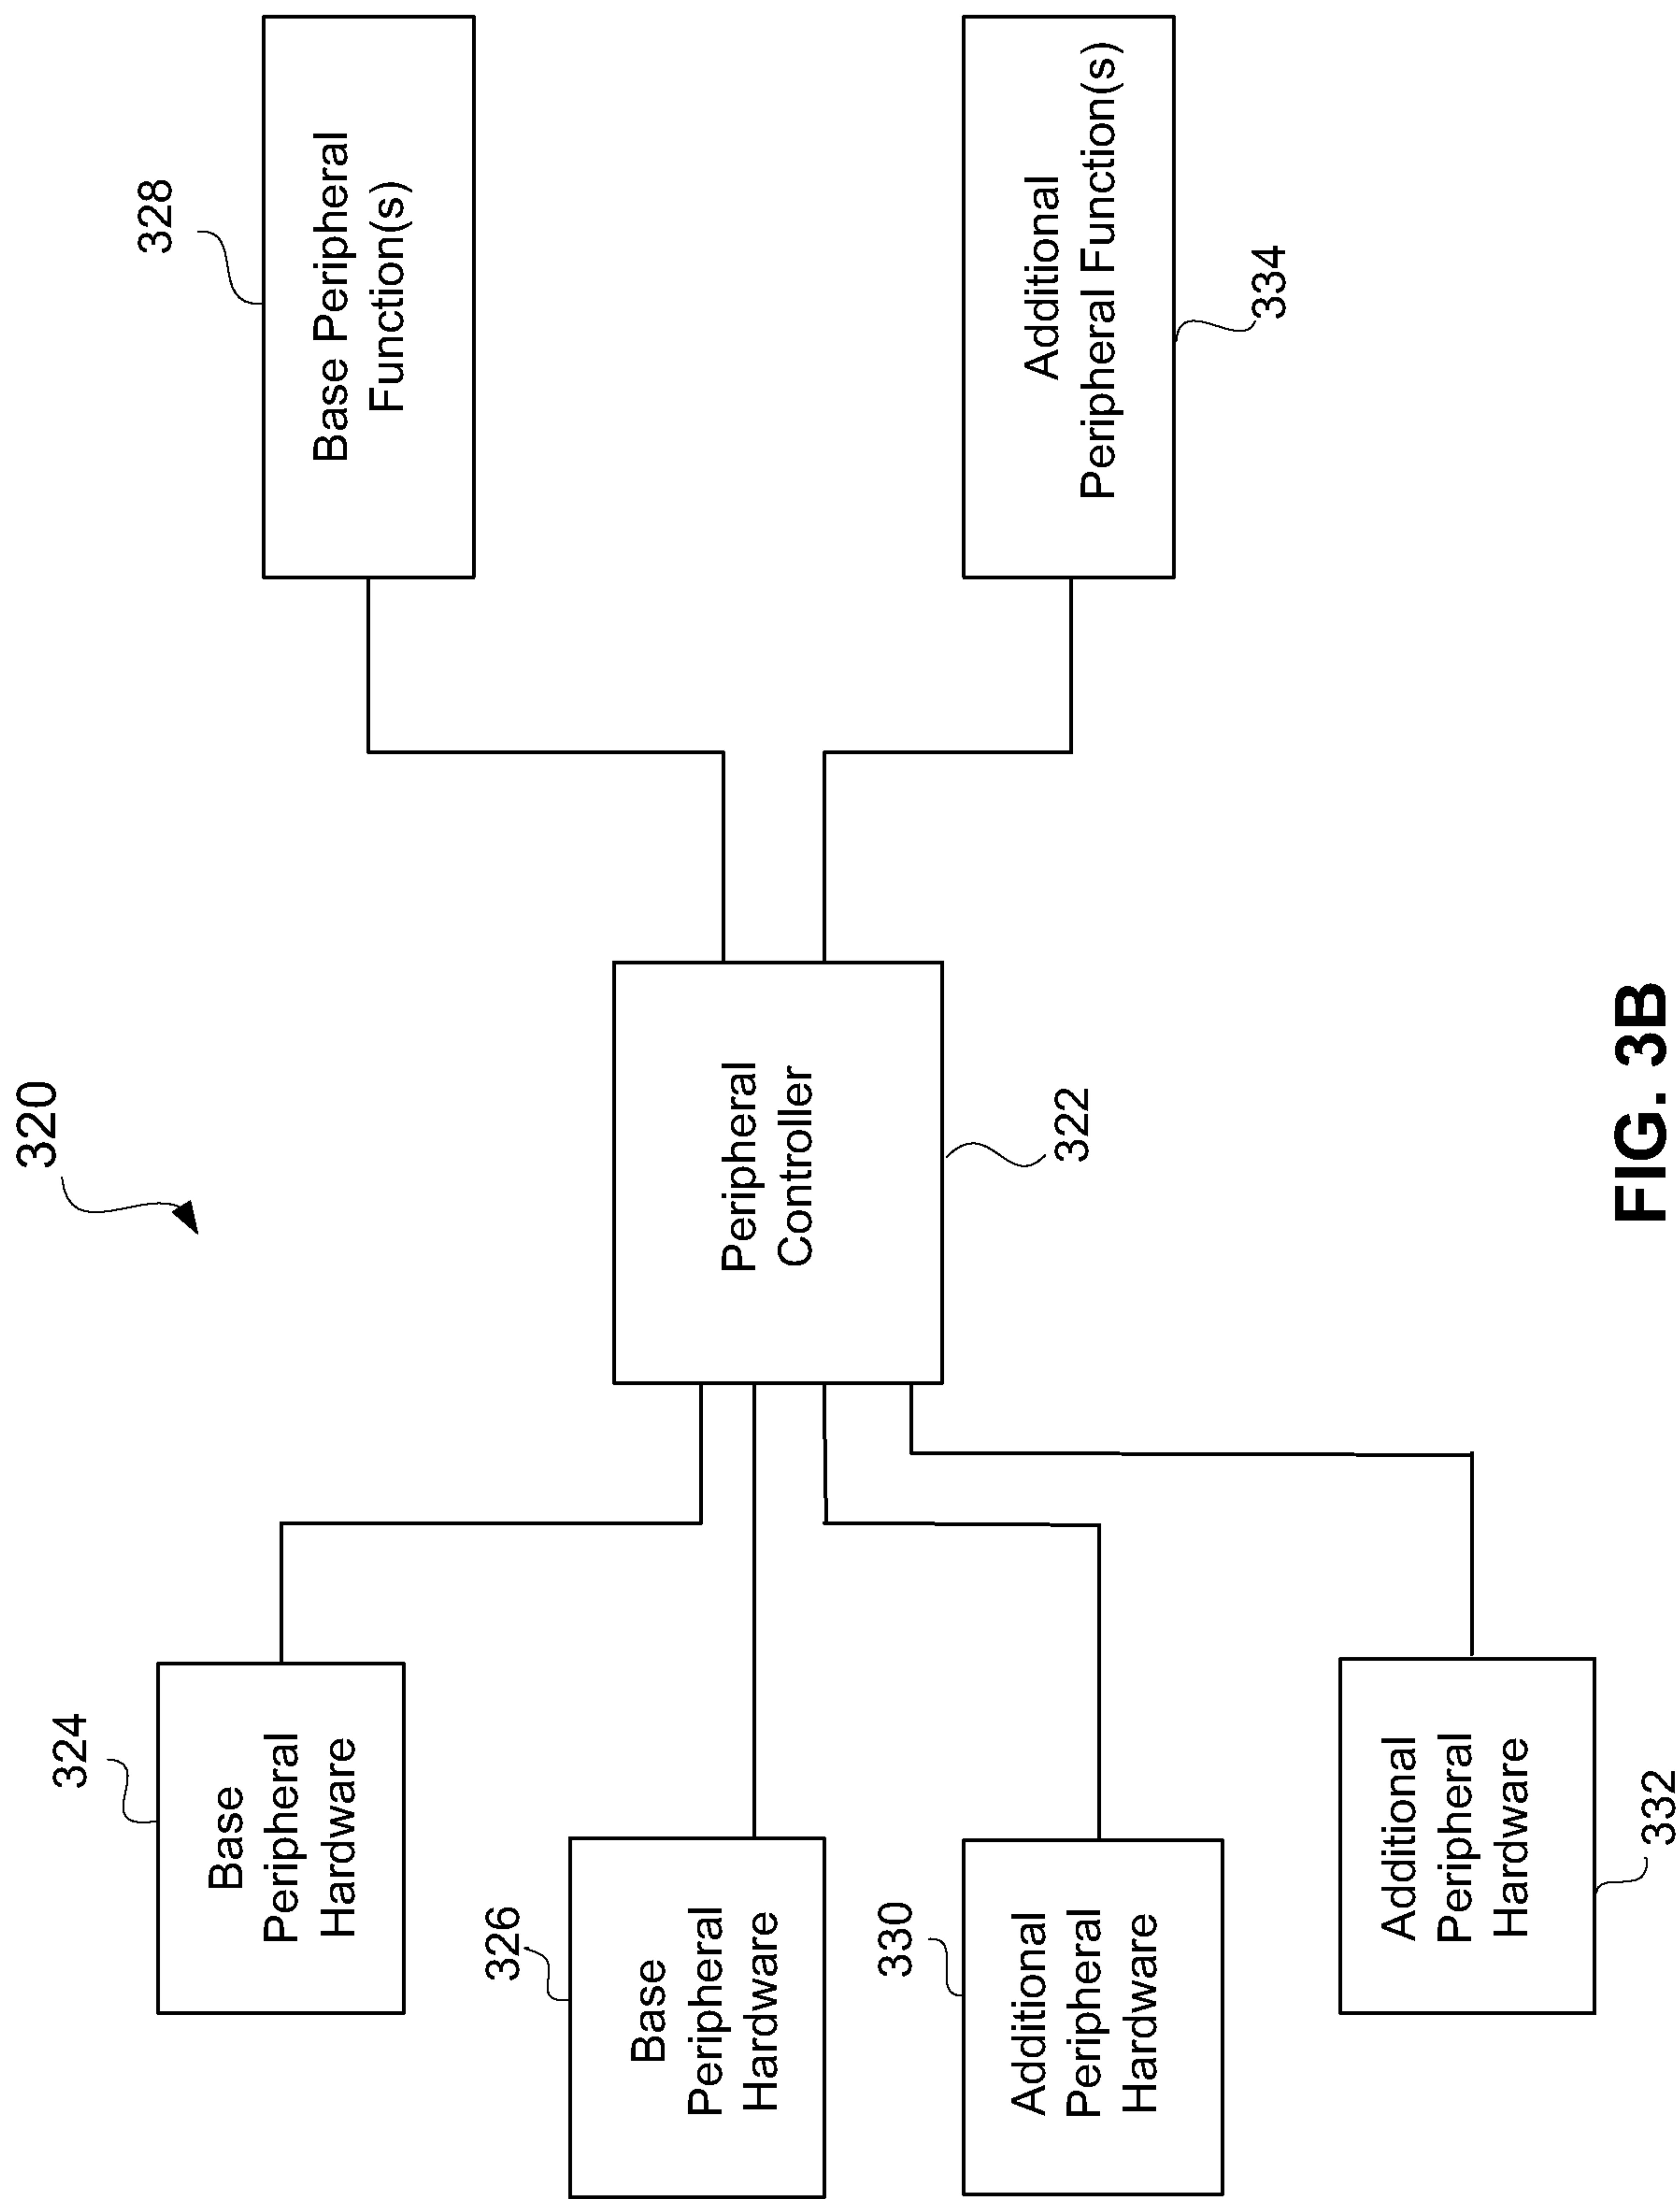 320
324
Base
Peripheral
Hardware
328
Base Peripheral
Function(s)
326
Base
Peripheral
Hardware
Peripheral
Controller
322
330
Additional
Peripheral
Hardware
Additional
Peripheral Function(s)
334
Additional
Peripheral
Hardware
332
FIG. 3B